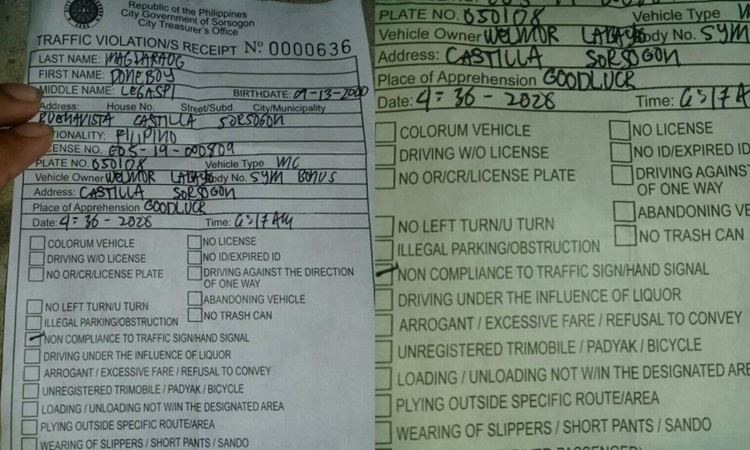 Republic of the Philippines
City Government of Sorsogon
City Treasurer's Office
TRAFFIC VIOLATION/S RECEIPT Nº 0000636
LAST NAME: MAGDARAOG
FIRST NAME: DOMEBOY
MIDDLE NAME: LEGASPI BIRTHDATE: 09-13-2000
Address: House No. Street/Subd. City/Municipality
BUENAVISTA CASTILLA SORSOGON
TIONALITY: FILIPINO
CENSE NO. E05-19-000809
PLATE NO. 050108 Vehicle Type MC
Vehicle Owner WELMOR ody No. SYM BONUS
Address: CASTILLA SORSOGON
Place of Apprehension GOODLUCK
Date: 4-30-2028 Time: 6:17 AM
COLORUM VEHICLE NO LICENSE
DRIVING W/O LICENSE NO ID/EXPIRED ID
NO OR/CR/LICENSE PLATE DRIVING AGAINST THE DIRECTION
OF ONE WAY
ABANDONING VEHICLE
NO LEFT TURN/U TURN NO TRASH CAN
ILLEGAL PARKING/OBSTRUCTION
NON COMPLIANCE TO TRAFFIC SIGN/HAND SIGNAL
DRIVING UNDER THE INFLUENCE OF LIQUOR
ARROGANT / EXCESSIVE FARE / REFUSAL TO CONVEY
UNREGISTERED TRIMOBILE / PADYAK / BICYCLE
LOADING / UNLOADING NOT W/IN THE DESIGNATED AREA
PLYING OUTSIDE SPECIFIC ROUTE/AREA
WEARING OF SLIPPERS / SHORT PANTS / SANDO
PLATE NO. 050108 Vehicle Type M
Vehicle Owner WELMOR ody No. SYM
Address: CASTILLA SORSOGON
Place of Apprehension GOODLUCK
Date: 4-30-2028 Time: 6:17 AM
COLORUM VEHICLE NO LICENSE
DRIVING W/O LICENSE NO ID/EXPIRED ID
NO OR/CR/LICENSE PLATE DRIVING AGAINS
OF ONE WAY
ABANDONING VE
NO LEFT TURN/U TURN NO TRASH CAN
ILLEGAL PARKING/OBSTRUCTION
NON COMPLIANCE TO TRAFFIC SIGN/HAND SIGNAL
DRIVING UNDER THE INFLUENCE OF LIQUOR
ARROGANT / EXCESSIVE FARE / REFUSAL TO CONVEY
UNREGISTERED TRIMOBILE / PADYAK / BICYCLE
LOADING / UNLOADING NOT W/IN THE DESIGNATED ARE
PLYING OUTSIDE SPECIFIC ROUTE/AREA
WEARING OF SLIPPERS / SHORT PANTS / SANDO